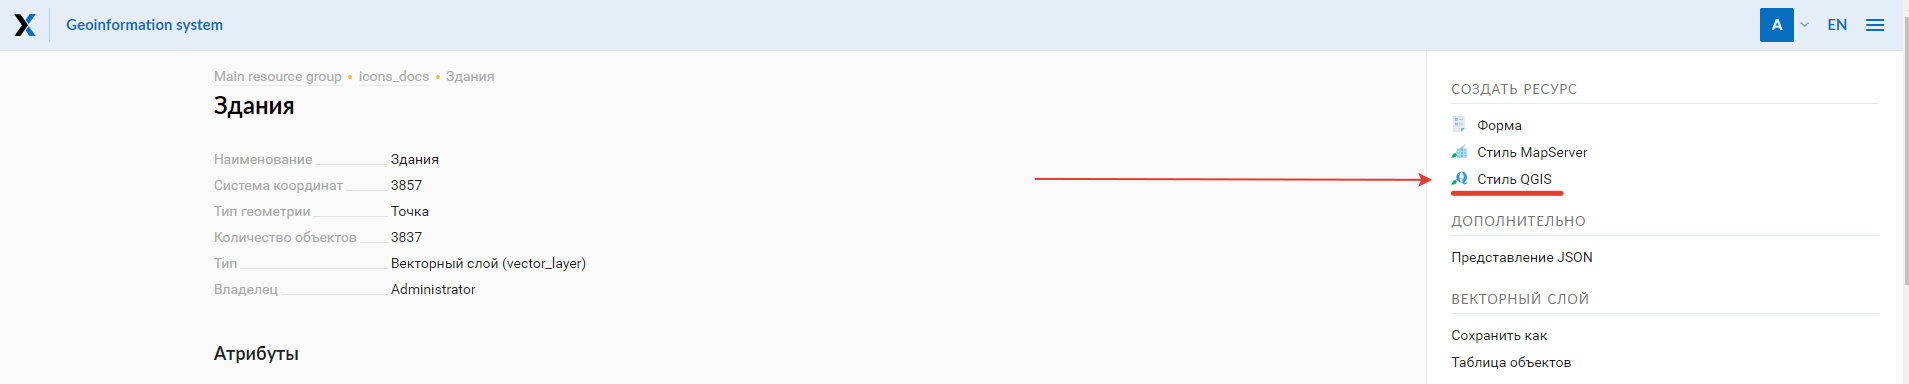 Geoinformation system
A
EN
Main resource group • icons_docs • Здания
Здания
Наименование Здания
Система координат 3857
Тип геометрии Точка
Количество объектов 3837
Тип Векторный слой (vector_layer)
Владелец Administrator
Атрибуты
СОЗДАТЬ РЕСУРС
Форма
Стиль MapServer
Стиль QGIS
ДОПОЛНИТЕЛЬНО
Представление JSON
ВЕКТОРНЫЙ СЛОЙ
Сохранить как
Таблица объектов